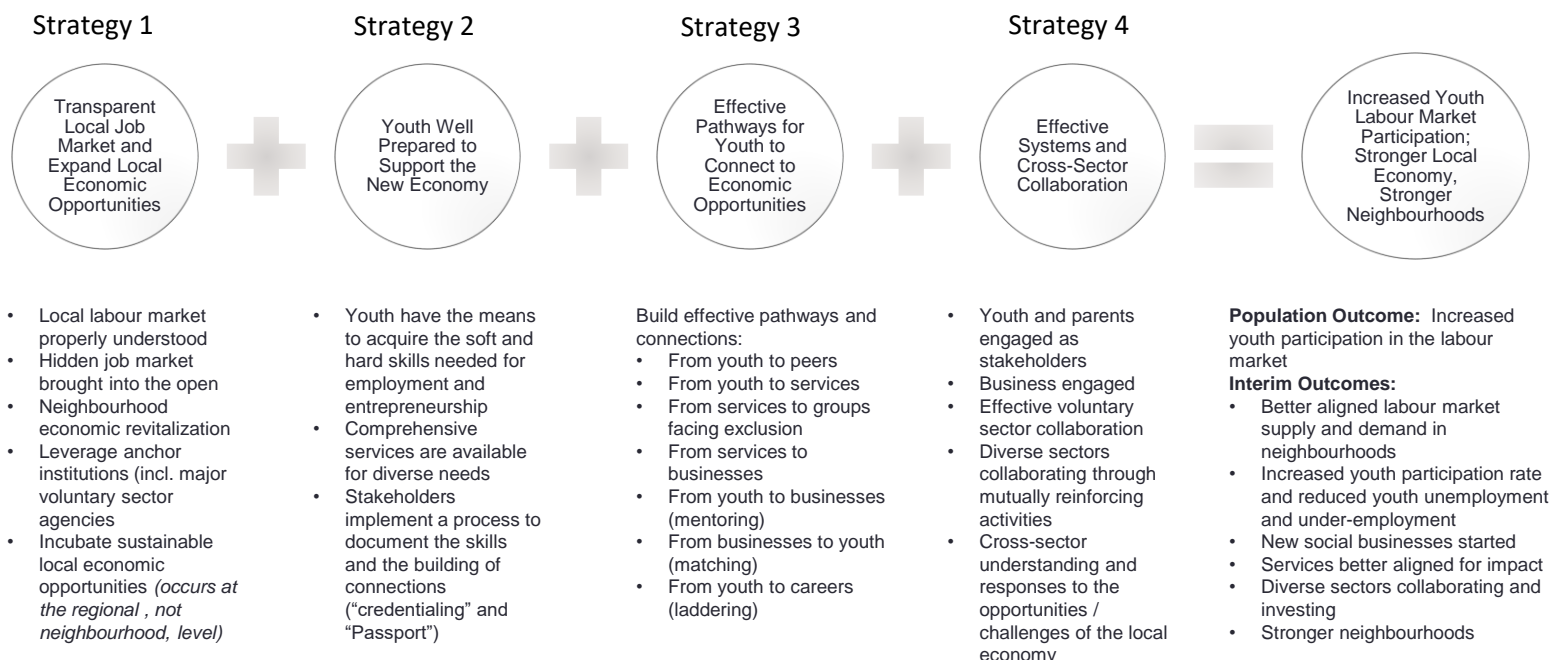 Strategy 1
Transparent
Local Job
Market and
Expand Local
Economic
Opportunities
Strategy 2
Youth Well
Prepared to
Support the
New Economy
Strategy 3
Effective
Pathways for
Youth to
Connect to
Economic
Opportunities
Strategy 4
Effective
Systems and
Cross-Sector
Collaboration
Increased Youth
Labour Market
Participation;
Stronger Local
Economy,
Stronger
Neighbourhoods
• Local labour market
properly understood
• Hidden job market
brought into the open
• Neighbourhood
economic revitalization
• Leverage anchor
institutions (incl. major
voluntary sector
agencies
• Incubate sustainable
local economic
opportunities (occurs at
the regional , not
neighbourhood, level)
• Youth have the means
to acquire the soft and
hard skills needed for
employment and
entrepreneurship
• Comprehensive
services are available
for diverse needs
• Stakeholders
implement a process to
document the skills
and the building of
connections
(“credentialing” and
“Passport”)
Build effective pathways and
connections:
• From youth to peers
• From youth to services
• From services to groups
facing exclusion
• From services to
businesses
• From youth to businesses
(mentoring)
• From businesses to youth
(matching)
• From youth to careers
(laddering)
• Youth and parents
engaged as
stakeholders
• Business engaged
• Effective voluntary
sector collaboration
• Diverse sectors
collaborating through
mutually reinforcing
activities
• Cross-sector
understanding and
responses to the
opportunities /
challenges of the local
economy
Population Outcome: Increased
youth participation in the labour
market
Interim Outcomes:
• Better aligned labour market
supply and demand in
neighbourhoods
• Increased youth participation rate
and reduced youth unemployment
and under-employment
• New social businesses started
• Services better aligned for impact
• Diverse sectors collaborating and
investing
• Stronger neighbourhoods